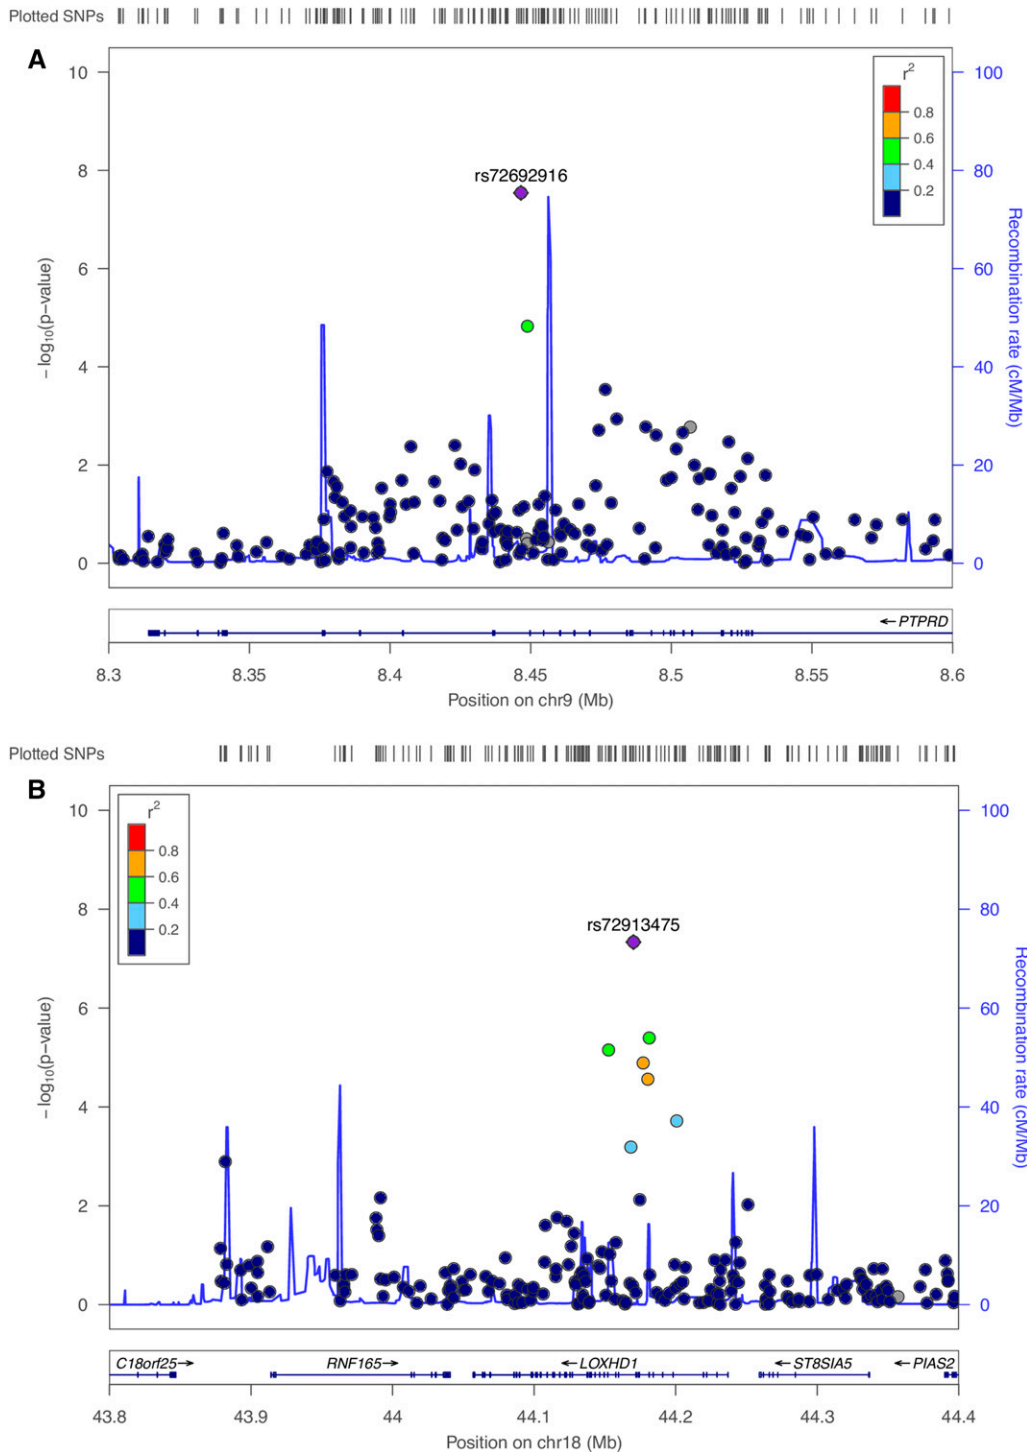 Plotted SNPs
A
10
8
6
4
2
0
− log10(p−value)
rs72692916
r2
0.8
0.6
0.4
0.2
100
80
60
40
20
0
Recombination rate (cM/Mb)
←PTPRD
8.3 8.35 8.4 8.45 8.5 8.55 8.6
Position on chr9 (Mb)
Plotted SNPs
B
10
8
6
4
2
0
− log10(p−value)
r2
0.8
0.6
0.4
0.2
rs72913475
100
80
60
40
20
0
Recombination rate (cM/Mb)
C18orf25→ RNF165→ ←LOXHD1 ←ST8SIA5 ←PIAS2
43.8 43.9 44 44.1 44.2 44.3 44.4
Position on chr18 (Mb)